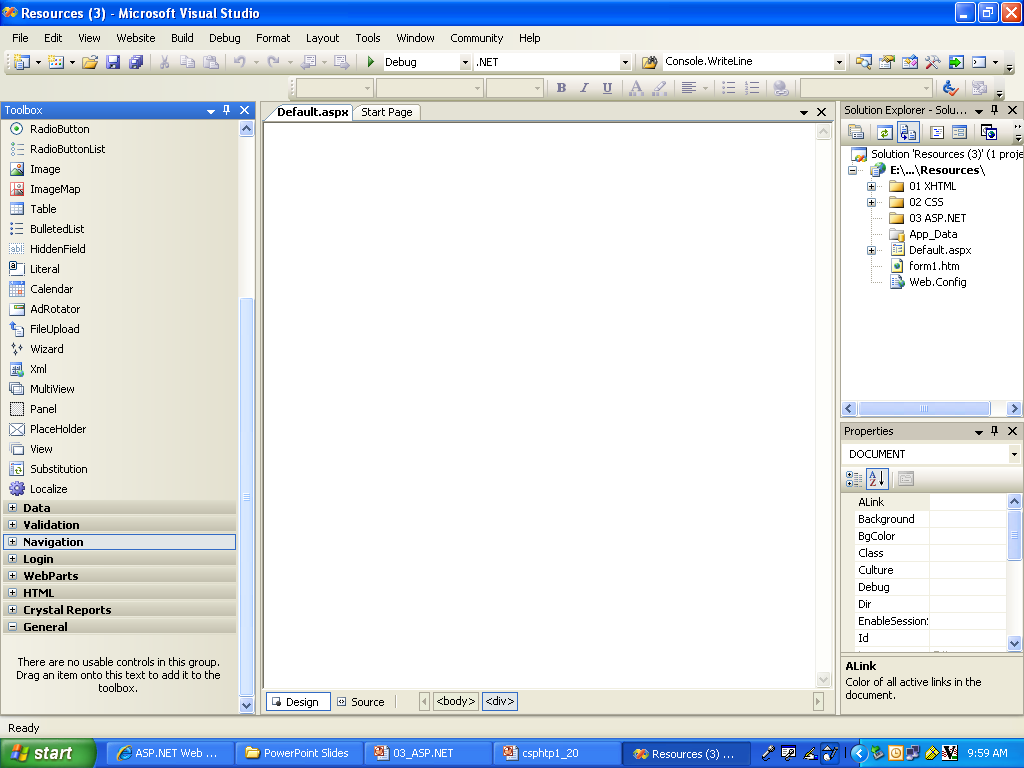 Resources (3) - Microsoft Visual Studio
File Edit View Website Build Debug Format Layout Tools Window Community Help
Debug .NET Console.WriteLine
B I U A
Toolbox
RadioButton
RadioButtonList
Image
ImageMap
Table
BulletedList
HiddenField
Literal
Calendar
AdRotator
FileUpload
Wizard
Xml
MultiView
Panel
PlaceHolder
View
Substitution
Localize
Data
Validation
Navigation
Login
WebParts
HTML
Crystal Reports
General
There are no usable controls in this group.
Drag an item onto this text to add it to the
toolbox.
Default.aspx Start Page
Design Source <body> <div>
Solution Explorer - Solu...
Solution 'Resources (3)' (1 proje
E:\...\Resources\
01 XHTML
02 CSS
03 ASP.NET
App_Data
Default.aspx
form1.htm
Web.Config
Properties
DOCUMENT
ALink
Background
BgColor
Class
Culture
Debug
Dir
EnableSession
Id
ALink
Color of all active links in the
document.
Ready
start ASP.NET Web ... PowerPoint Slides 03_ASP.NET csphtp1_20 Resources (3) ... 9:59 AM